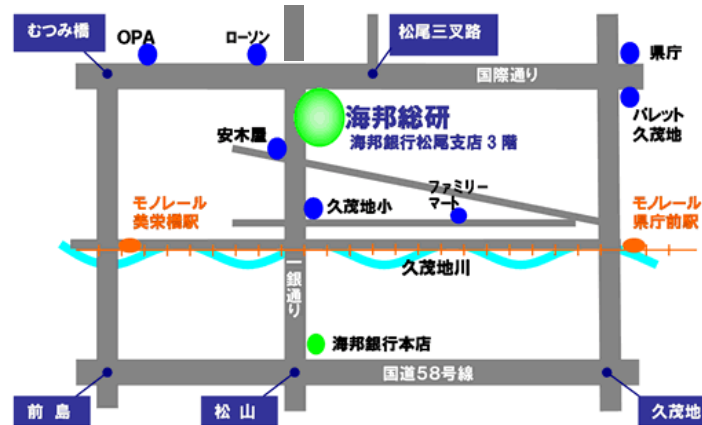 むつみ橋
OPA
ローソン
松尾三叉路
県庁
国際通り
パレット
久茂地
海邦総研
海邦銀行松尾支店3階
安木屋
ファミリー
マート
久茂地小
モノレール
美栄橋駅
モノレール
県庁前駅
久茂地川
一銀通り
海邦銀行本店
国道58号線
前島
松山
久茂地